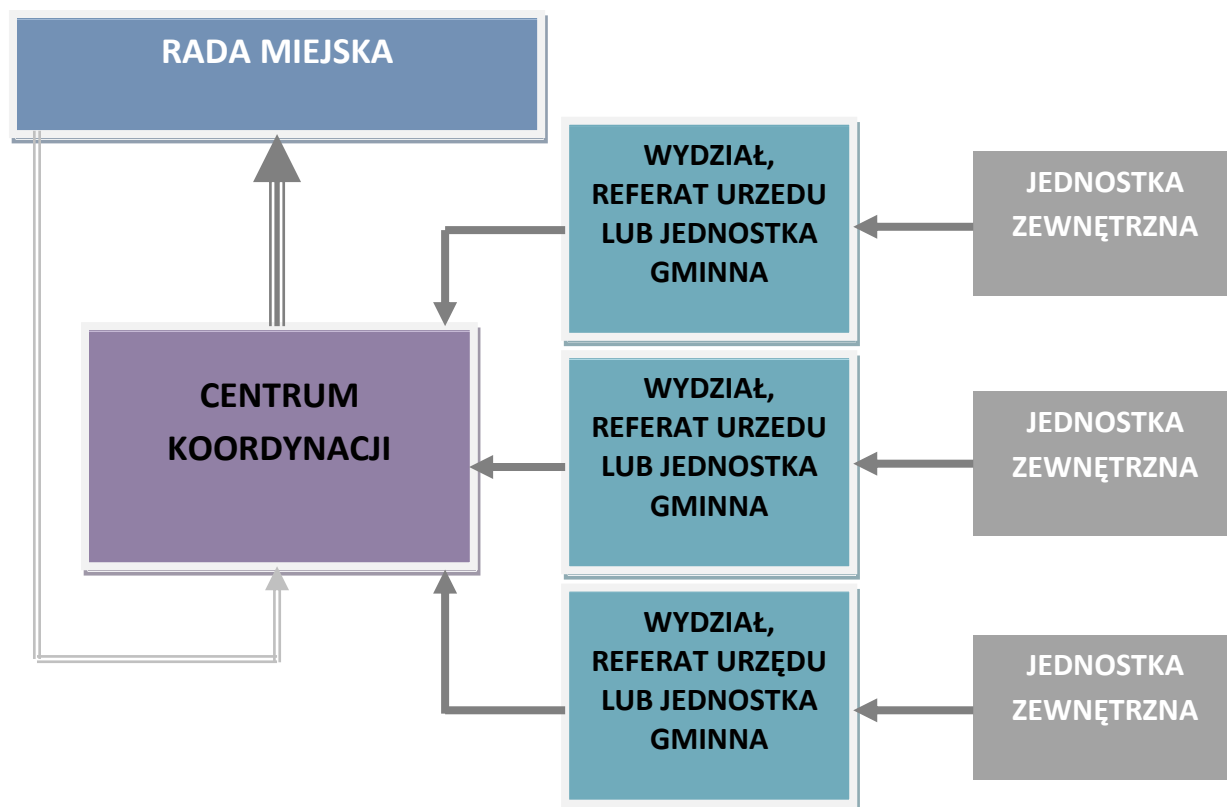 RADA MIEJSKA
WYDZIAŁ,
REFERAT URZEDU
LUB JEDNOSTKA
GMINNA
JEDNOSTKA
ZEWNĘTRZNA
CENTRUM
KOORDYNACJI
WYDZIAŁ,
REFERAT URZEDU
LUB JEDNOSTKA
GMINNA
JEDNOSTKA
ZEWNĘTRZNA
WYDZIAŁ,
REFERAT URZĘDU
LUB JEDNOSTKA
GMINNA
JEDNOSTKA
ZEWNĘTRZNA